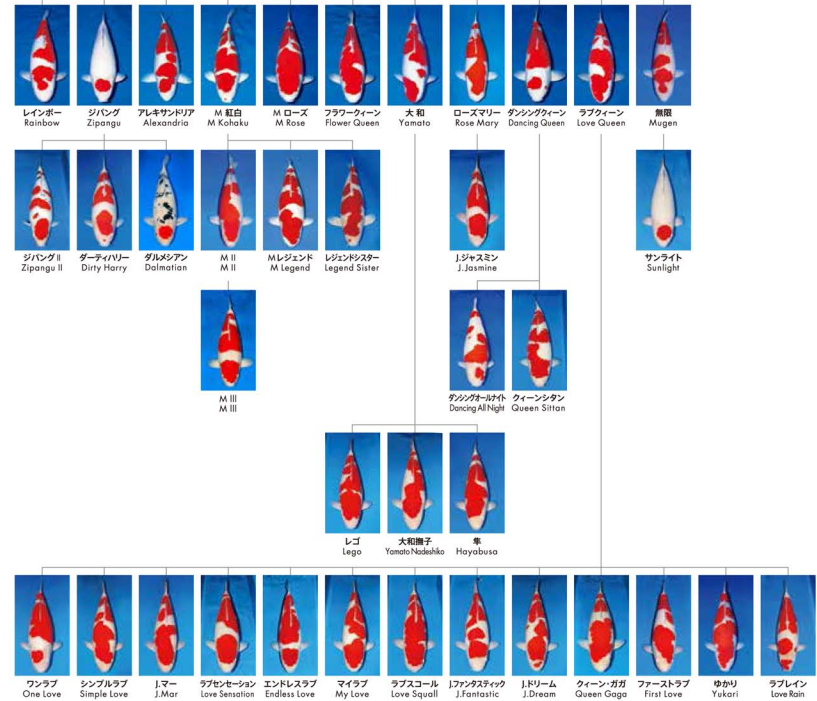 レインボー
Rainbow
ジパング
Zipangu
アレキサンドリア
Alexandria
M 紅白
M Kohaku
M ローズ
M Rose
フラワークィーン
Flower Queen
大 和
Yamato
ローズマリー
Rose Mary
ダンシングクィーン
Dancing Queen
ラブクィーン
Love Queen
無限
Mugen
ジパング II
Zipangu II
ダーティハリー
Dirty Harry
ダルメシアン
Dalmatian
M II
M II
Mレジェンド
M Legend
レジェンドシスター
Legend Sister
J.ジャスミン
J.Jasmine
サンライト
Sunlight
M III
M III
ダンシングオールナイト
Dancing All Night
クィーンシタン
Queen Sittan
レゴ
Lego
大和撫子
Yamato Nadeshiko
隼
Hayabusa
ワンラブ
One Love
シンプルラブ
Simple Love
J.マー
J.Mar
ラブセンセーション
Love Sensation
エンドレスラブ
Endless Love
マイラブ
My Love
ラブスコール
Love Squall
J.ファンタスティック
J.Fantastic
J.ドリーム
J.Dream
クィーン・ガガ
Queen Gaga
ファーストラブ
First Love
ゆかり
Yukari
ラブレイン
Love Rain